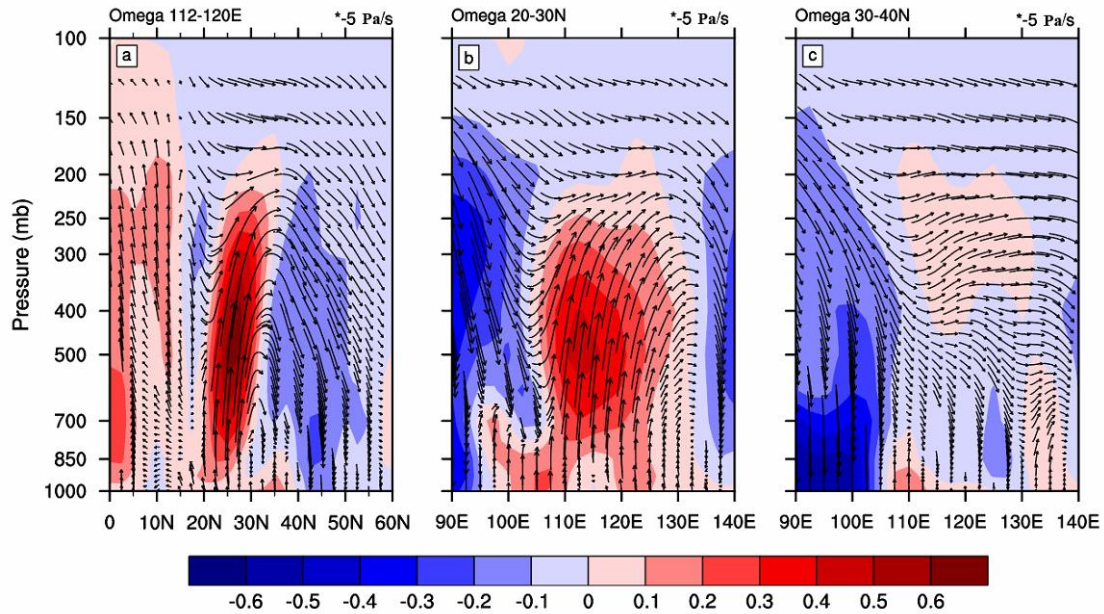 Omega 112-120E *-5 Pa/s Omega 20-30N *-5 Pa/s Omega 30-40N *-5 Pa/s
a b c
Pressure (mb)
100
150
200
250
300
400
500
700
850
1000
0 10N 20N 30N 40N 50N 60N 90E 100E 110E 120E 130E 140E 90E 100E 110E 120E 130E 140E
-0.6 -0.5 -0.4 -0.3 -0.2 -0.1 0 0.1 0.2 0.3 0.4 0.5 0.6